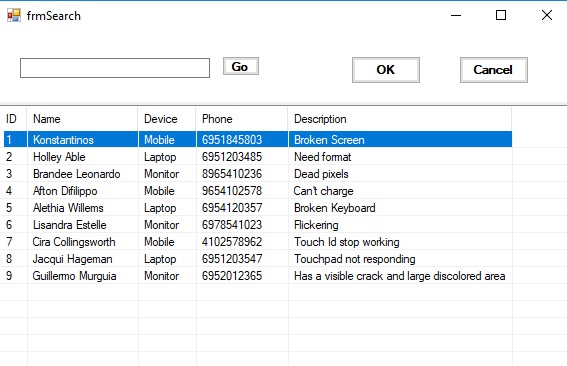 frmSearch
Go OK Cancel
ID Name Device Phone Description
1 Konstantinos Mobile 6951845803 Broken Screen
2 Holley Able Laptop 6951203485 Need format
3 Brandee Leonardo Monitor 8965410236 Dead pixels
4 Afton Difilippo Mobile 9654102578 Can't charge
5 Alethia Willems Laptop 6954120357 Broken Keyboard
6 Lisandra Estelle Monitor 6978541023 Flickering
7 Cira Collingsworth Mobile 4102578962 Touch Id stop working
8 Jacqui Hageman Laptop 6951203547 Touchpad not responding
9 Guillermo Murguia Monitor 6952012365 Has a visible crack and large discolored area